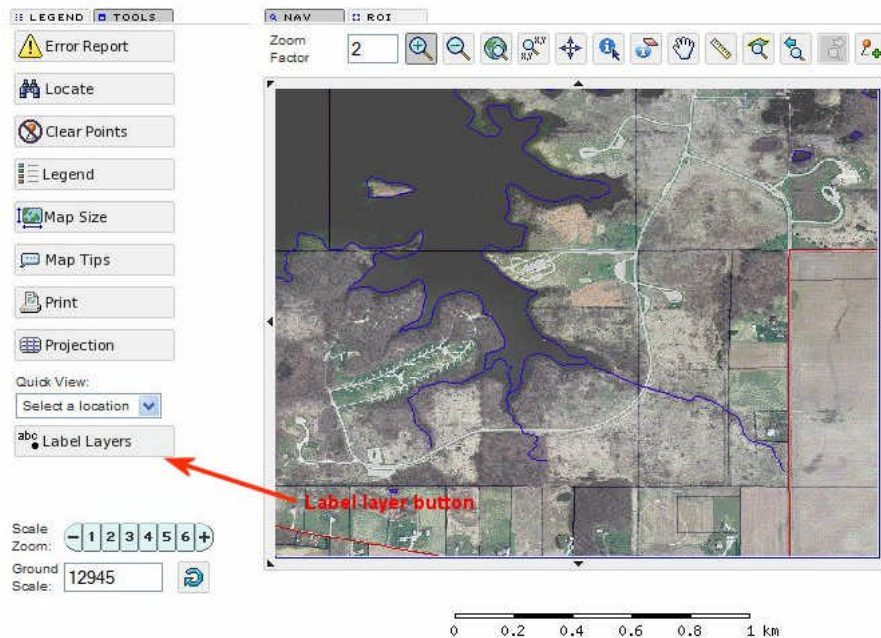 LEGEND TOOLS
NAV ROI
Error Report
Locate
Clear Points
Legend
Map Size
Map Tips
Print
Projection
Quick View:
Select a location
abc Label Layers
Scale Zoom: − 1 2 3 4 5 6 +
Ground Scale: 12945
Zoom Factor 2
X,Y
X,Y
Label layer button
0 0.2 0.4 0.6 0.8 1 km